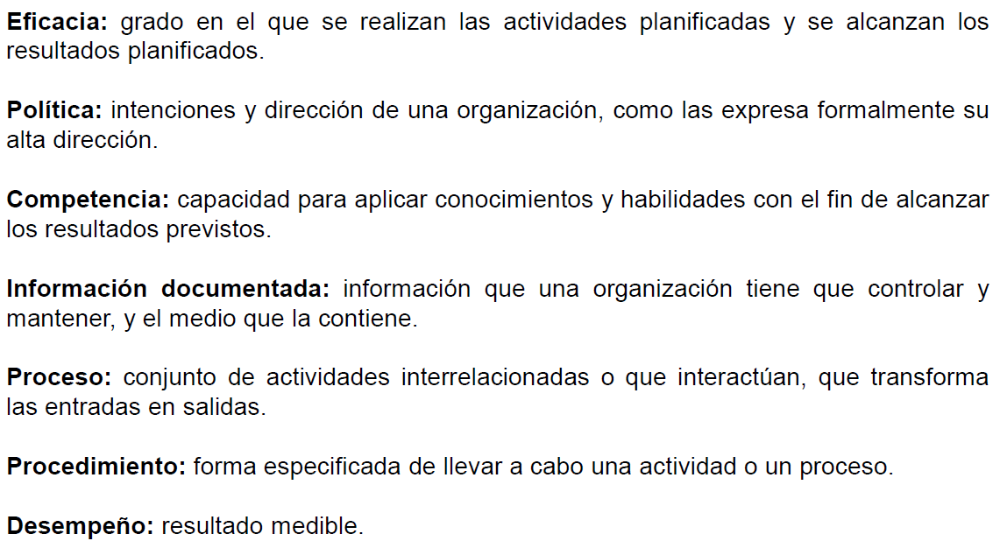 Eficacia: grado en el que se realizan las actividades planificadas y se alcanzan los
resultados planificados.
Política: intenciones y dirección de una organización, como las expresa formalmente su
alta dirección.
Competencia: capacidad para aplicar conocimientos y habilidades con el fin de alcanzar
los resultados previstos.
Información documentada: información que una organización tiene que controlar y
mantener, y el medio que la contiene.
Proceso: conjunto de actividades interrelacionadas o que interactúan, que transforma
las entradas en salidas.
Procedimiento: forma especificada de llevar a cabo una actividad o un proceso.
Desempeño: resultado medible.